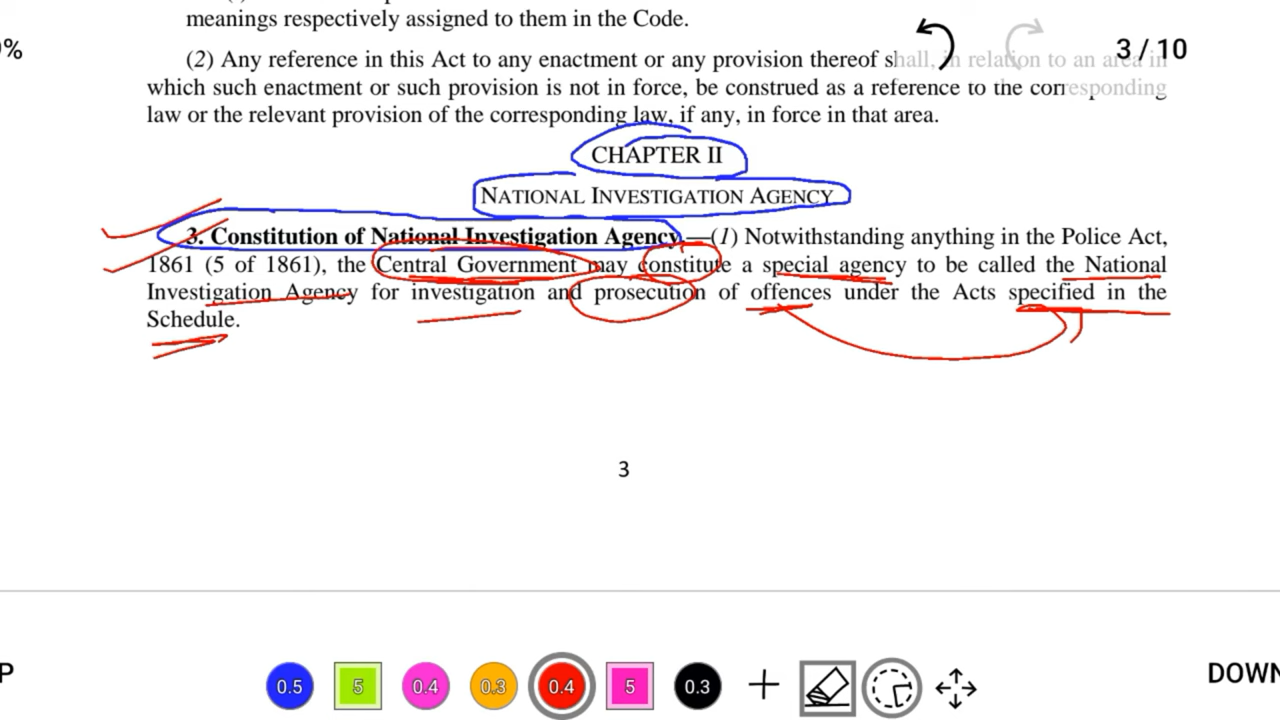 meanings respectively assigned to them in the Code.
0%
3 / 10
(2) Any reference in this Act to any enactment or any provision thereof shall, in relation to an area in
which such enactment or such provision is not in force, be construed as a reference to the corresponding
law or the relevant provision of the corresponding law, if any, in force in that area.
CHAPTER II
NATIONAL INVESTIGATION AGENCY
3. Constitution of National Investigation Agency.—(1) Notwithstanding anything in the Police Act,
1861 (5 of 1861), the Central Government may constitute a special agency to be called the National
Investigation Agency for investigation and prosecution of offences under the Acts specified in the
Schedule.
3
P
0.5
5
0.4
0.3
0.4
5
0.3
DOWN